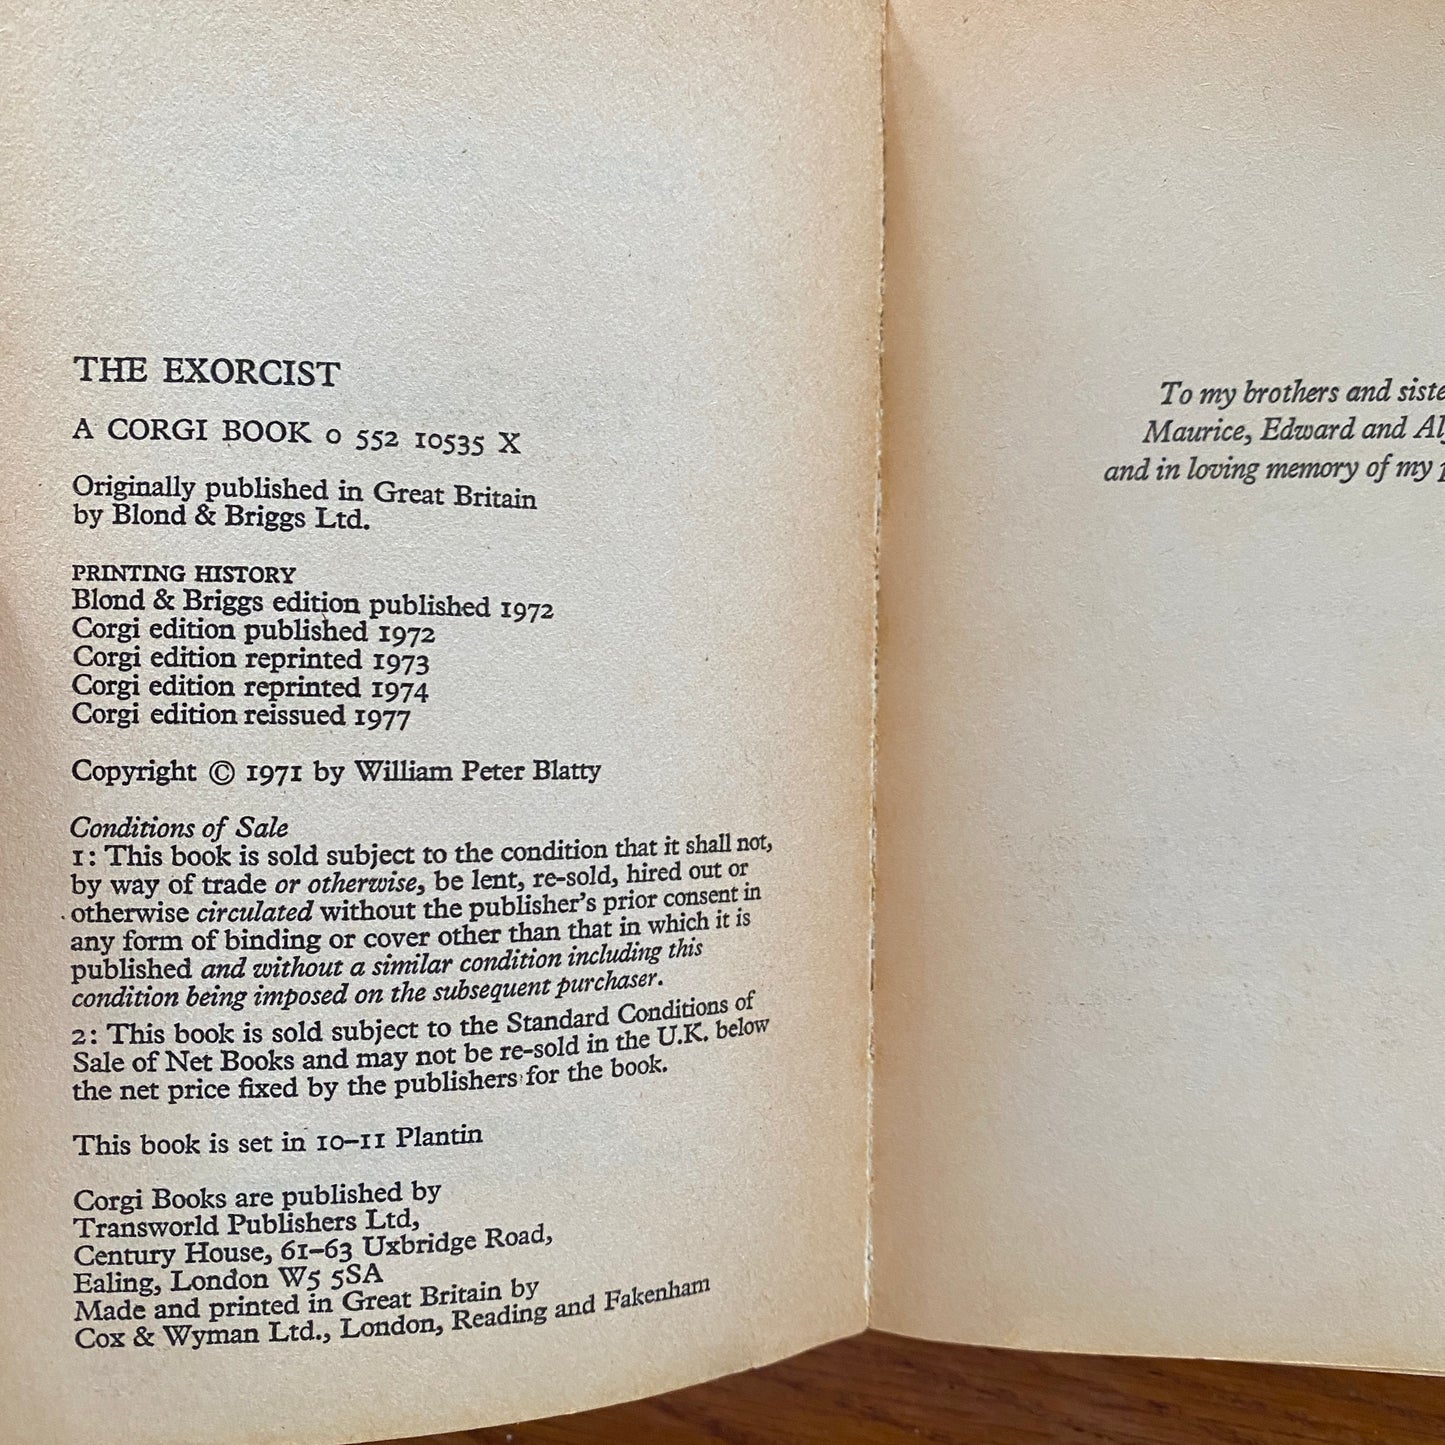 THE EXORCIST
A CORGI BOOK 0 552 10535 X
Originally published in Great Britain
by Blond & Briggs Ltd.
PRINTING HISTORY
Blond & Briggs edition published 1972
Corgi edition published 1972
Corgi edition reprinted 1973
Corgi edition reprinted 1974
Corgi edition reissued 1977
Copyright © 1971 by William Peter Blatty
Conditions of Sale
1: This book is sold subject to the condition that it shall not,
by way of trade or otherwise, be lent, re-sold, hired out or
otherwise circulated without the publisher's prior consent in
any form of binding or cover other than that in which it is
published and without a similar condition including this
condition being imposed on the subsequent purchaser.
2: This book is sold subject to the Standard Conditions of
Sale of Net Books and may not be re-sold in the U.K. below
the net price fixed by the publishers for the book.
This book is set in 10–11 Plantin
Corgi Books are published by
Transworld Publishers Ltd,
Century House, 61–63 Uxbridge Road,
Ealing, London W5 5SA
Made and printed in Great Britain by
Cox & Wyman Ltd., London, Reading and Fakenham
To my brothers and
Maurice, Edward and
and in loving memory of my